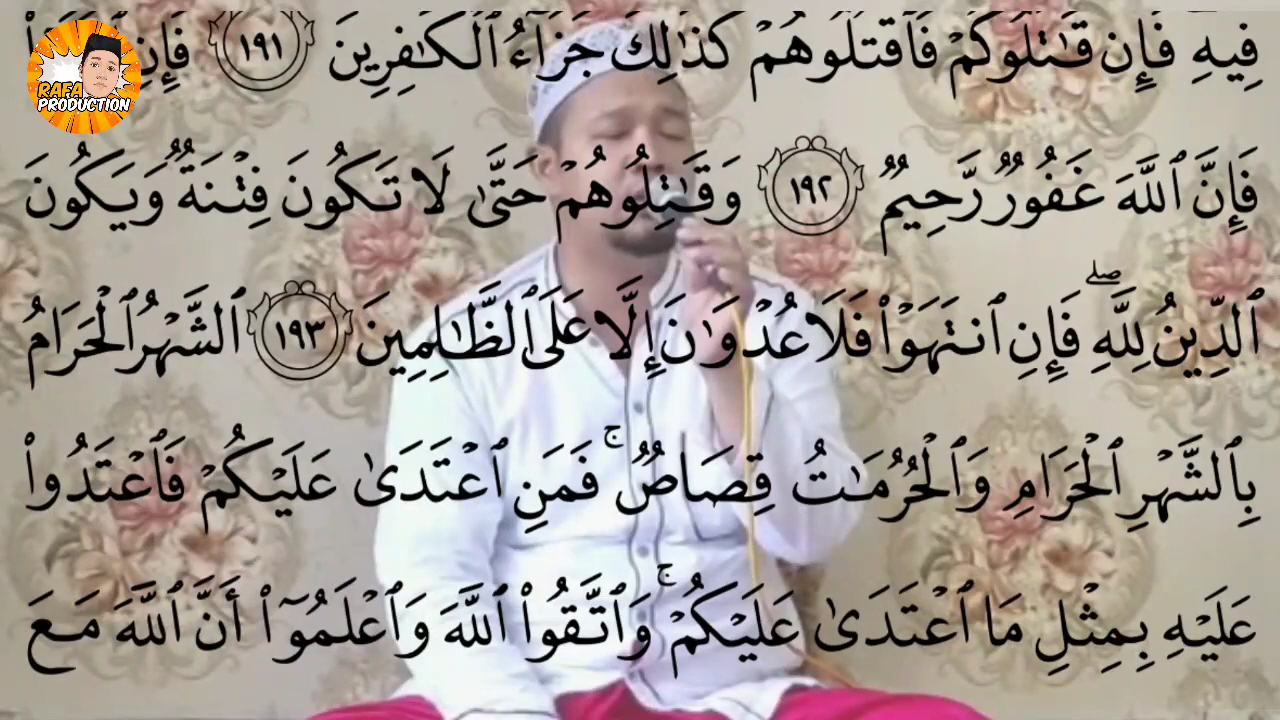 فِيهِ فَإِن قَٰتَلُوكُمْ فَٱقْتُلُوهُمْ كَذَٰلِكَ جَزَآءُ ٱلْكَٰفِرِينَ ١٩١ فَإِنِ
فَإِنَّ ٱللَّهَ غَفُورٌ رَّحِيمٌ ١٩٢ وَقَٰتِلُوهُمْ حَتَّىٰ لَا تَكُونَ فِتْنَةٌ وَيَكُونَ
ٱلدِّينُ لِلَّهِ ۖ فَإِنِ ٱنتَهَوْا۟ فَلَا عُدْوَٰنَ إِلَّا عَلَى ٱلظَّٰلِمِينَ ١٩٣ ٱلشَّهْرُ ٱلْحَرَامُ
بِٱلشَّهْرِ ٱلْحَرَامِ وَٱلْحُرُمَٰتُ قِصَاصٌ ۚ فَمَنِ ٱعْتَدَىٰ عَلَيْكُمْ فَٱعْتَدُوا۟
عَلَيْهِ بِمِثْلِ مَا ٱعْتَدَىٰ عَلَيْكُمْ ۚ وَٱتَّقُوا۟ ٱللَّهَ وَٱعْلَمُوٓا۟ أَنَّ ٱللَّهَ مَعَ
RAFA
PRODUCTION